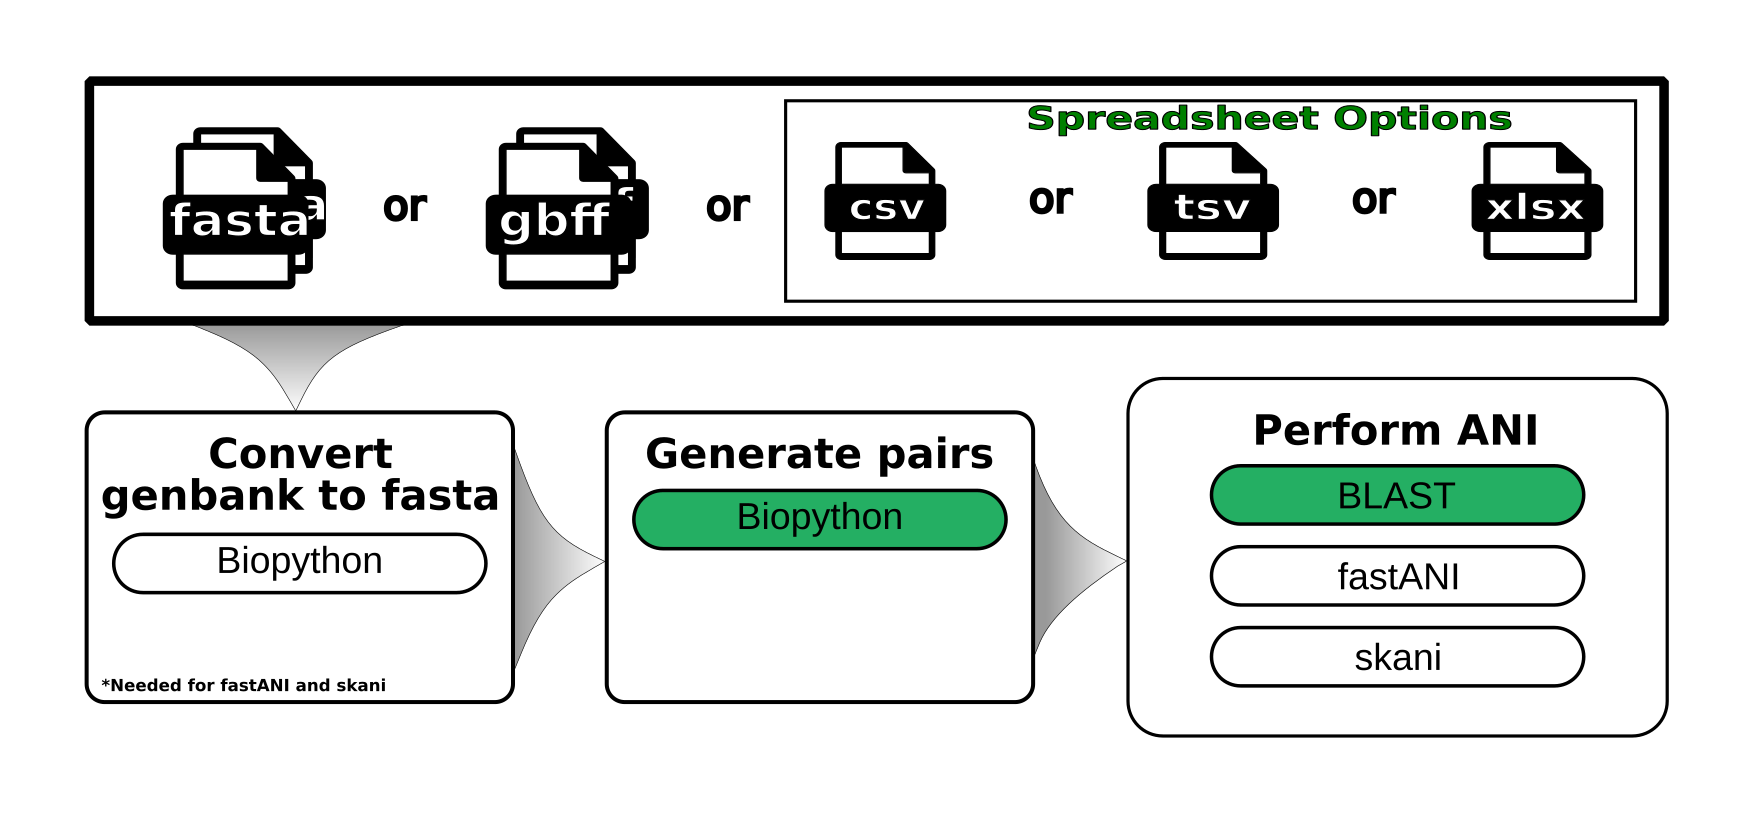 Spreadsheet Options
fasta
a
or
gbff
f
or
csv
or
tsv
or
xlsx
Convert
genbank to fasta
Biopython
*Needed for fastANI and skani
Generate pairs
Biopython
Perform ANI
BLAST
fastANI
skani